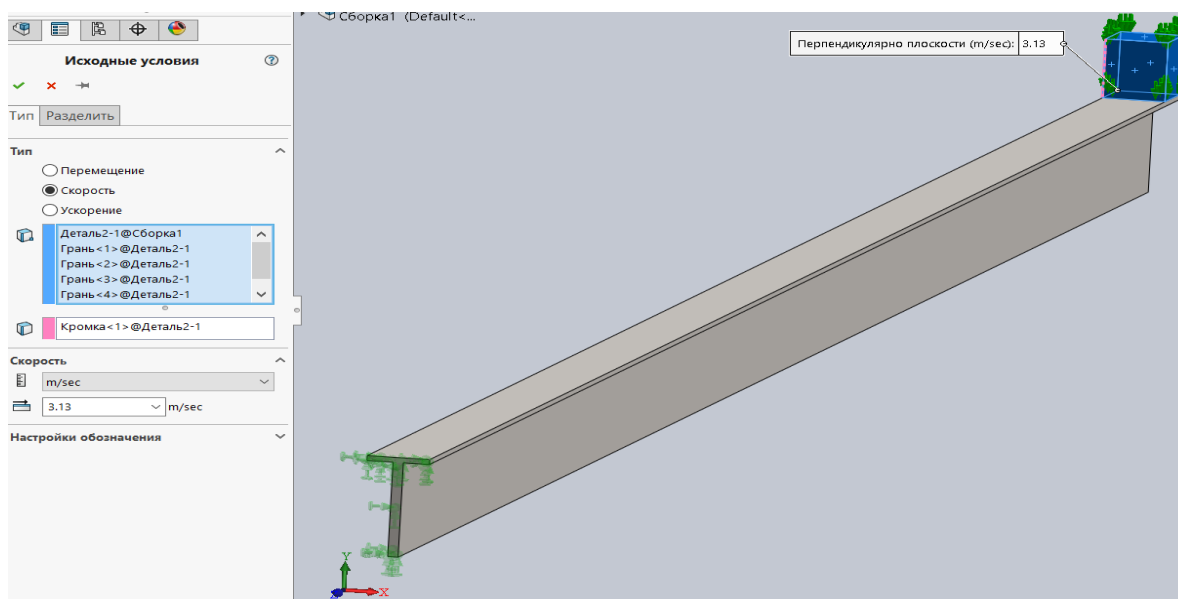 Сборка1 (Default<...
Исходные условия
Тип
Разделить
Тип
Перемещение
Скорость
Ускорение
Деталь2-1@Сборка1
Грань<1>@Деталь2-1
Грань<2>@Деталь2-1
Грань<3>@Деталь2-1
Грань<4>@Деталь2-1
Кромка<1>@Деталь2-1
Скорость
m/sec
3.13 m/sec
Настройки обозначения
Перпендикулярно плоскости (m/sec): 3.13
Y
X